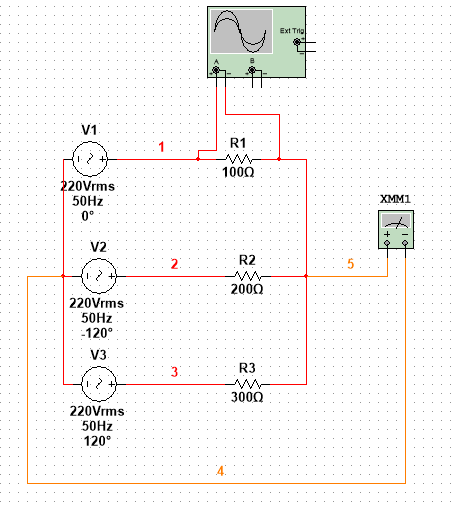 Ext Trig
+
−
A
B
+ − + −
V1
1
R1
220Vrms
50Hz
0°
100Ω
XMM1
+ −
V2
2
R2
5
220Vrms
50Hz
-120°
200Ω
V3
3
R3
220Vrms
50Hz
120°
300Ω
4